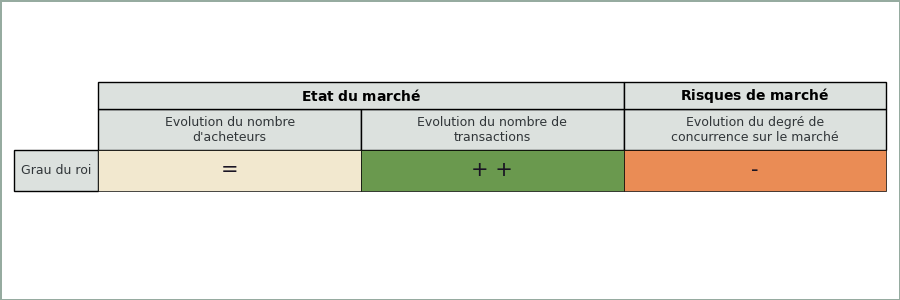 Etat du marché
Risques de marché
Evolution du nombre
d'acheteurs
Evolution du nombre de
transactions
Evolution du degré de
concurrence sur le marché
Grau du roi
=
+ +
-